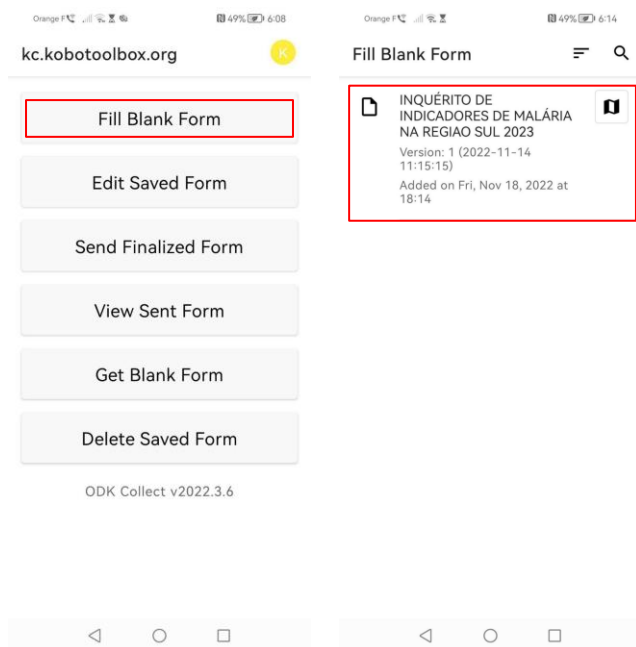 Orange F
49%
6:08
kc.kobotoolbox.org
K
Fill Blank Form
Edit Saved Form
Send Finalized Form
View Sent Form
Get Blank Form
Delete Saved Form
ODK Collect v2022.3.6
Orange F
49%
6:14
Fill Blank Form
INQUÉRITO DE
INDICADORES DE MALÁRIA
NA REGIAO SUL 2023
Version: 1 (2022-11-14
11:15:15)
Added on Fri, Nov 18, 2022 at
18:14